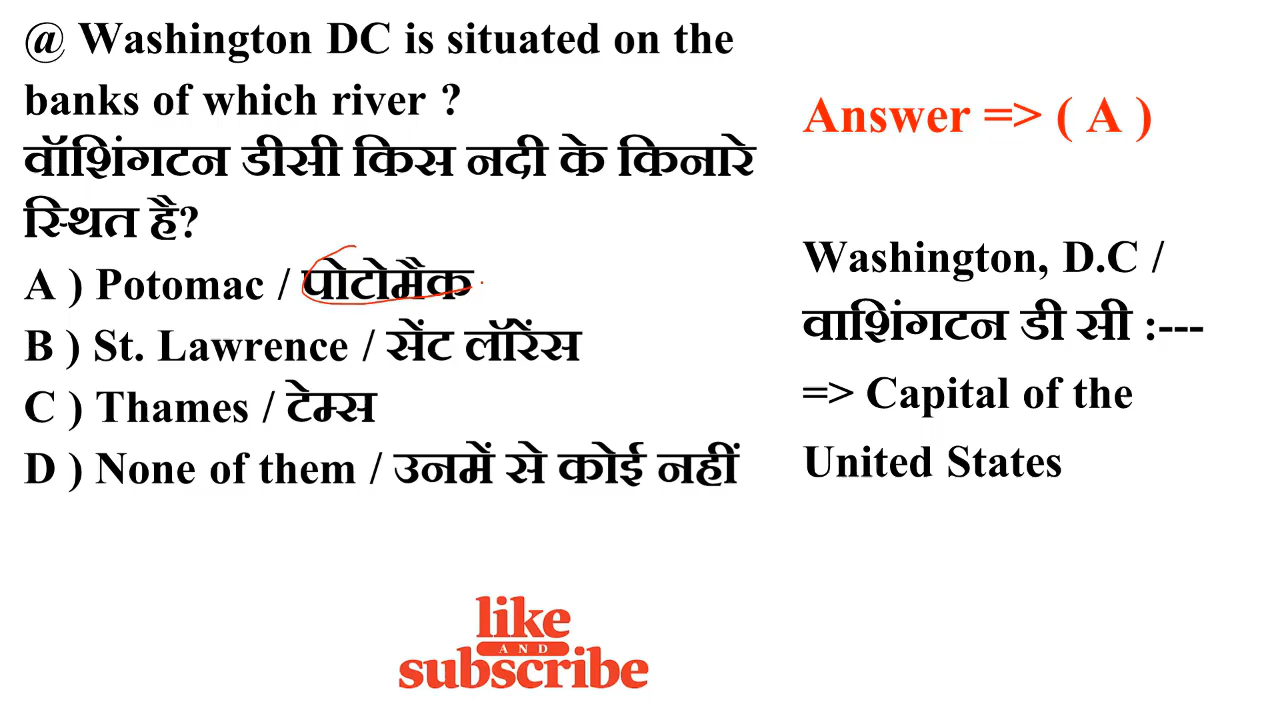 @ Washington DC is situated on the
banks of which river ?
वॉशिंगटन डीसी किस नदी के किनारे
स्थित है?
A ) Potomac / पोटोमैक
B ) St. Lawrence / सेंट लॉरेंस
C ) Thames / टेम्स
D ) None of them / उनमें से कोई नहीं
Answer => ( A )
Washington, D.C /
वाशिंगटन डी सी :---
=> Capital of the
United States
like
AND
subscribe